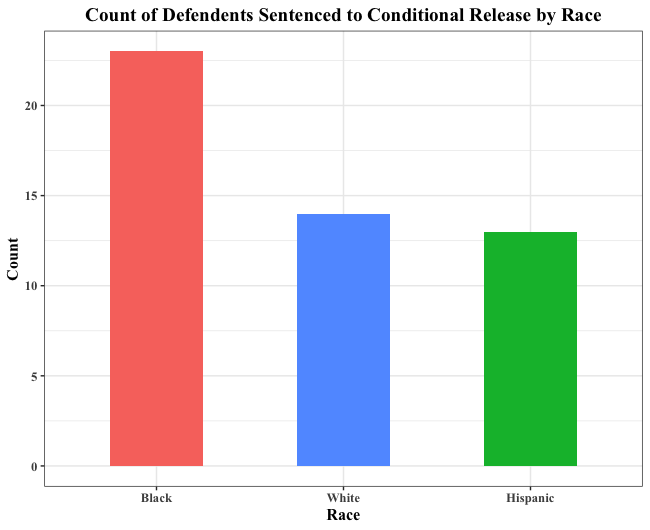 Count of Defendents Sentenced to Conditional Release by Race
Count
20
15
10
5
0
Black White Hispanic
Race